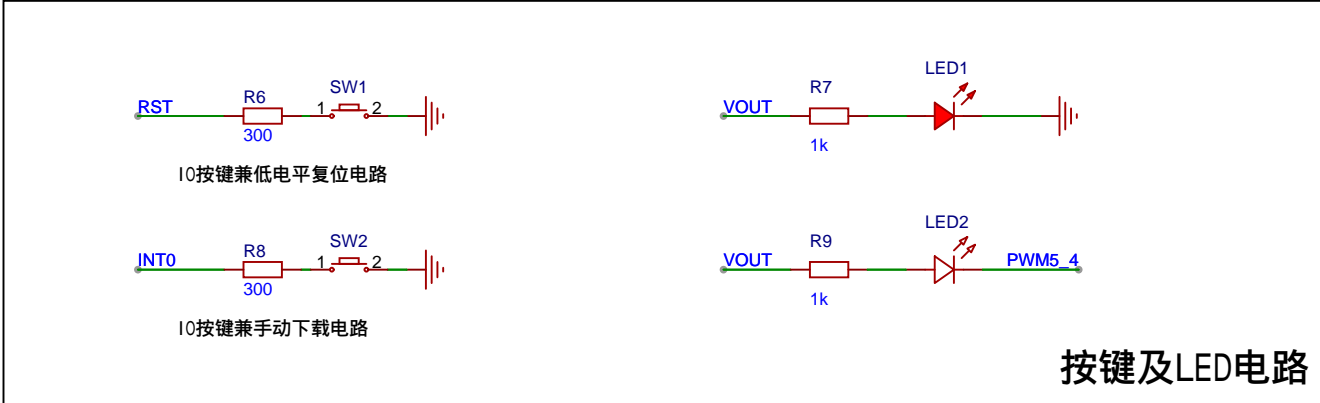 RST
R6
300
SW1
1
2
IO按键兼低电平复位电路
VOUT
R7
1k
LED1
INT0
R8
300
SW2
1
2
IO按键兼手动下载电路
VOUT
R9
1k
LED2
PWM5_4
按键及LED电路